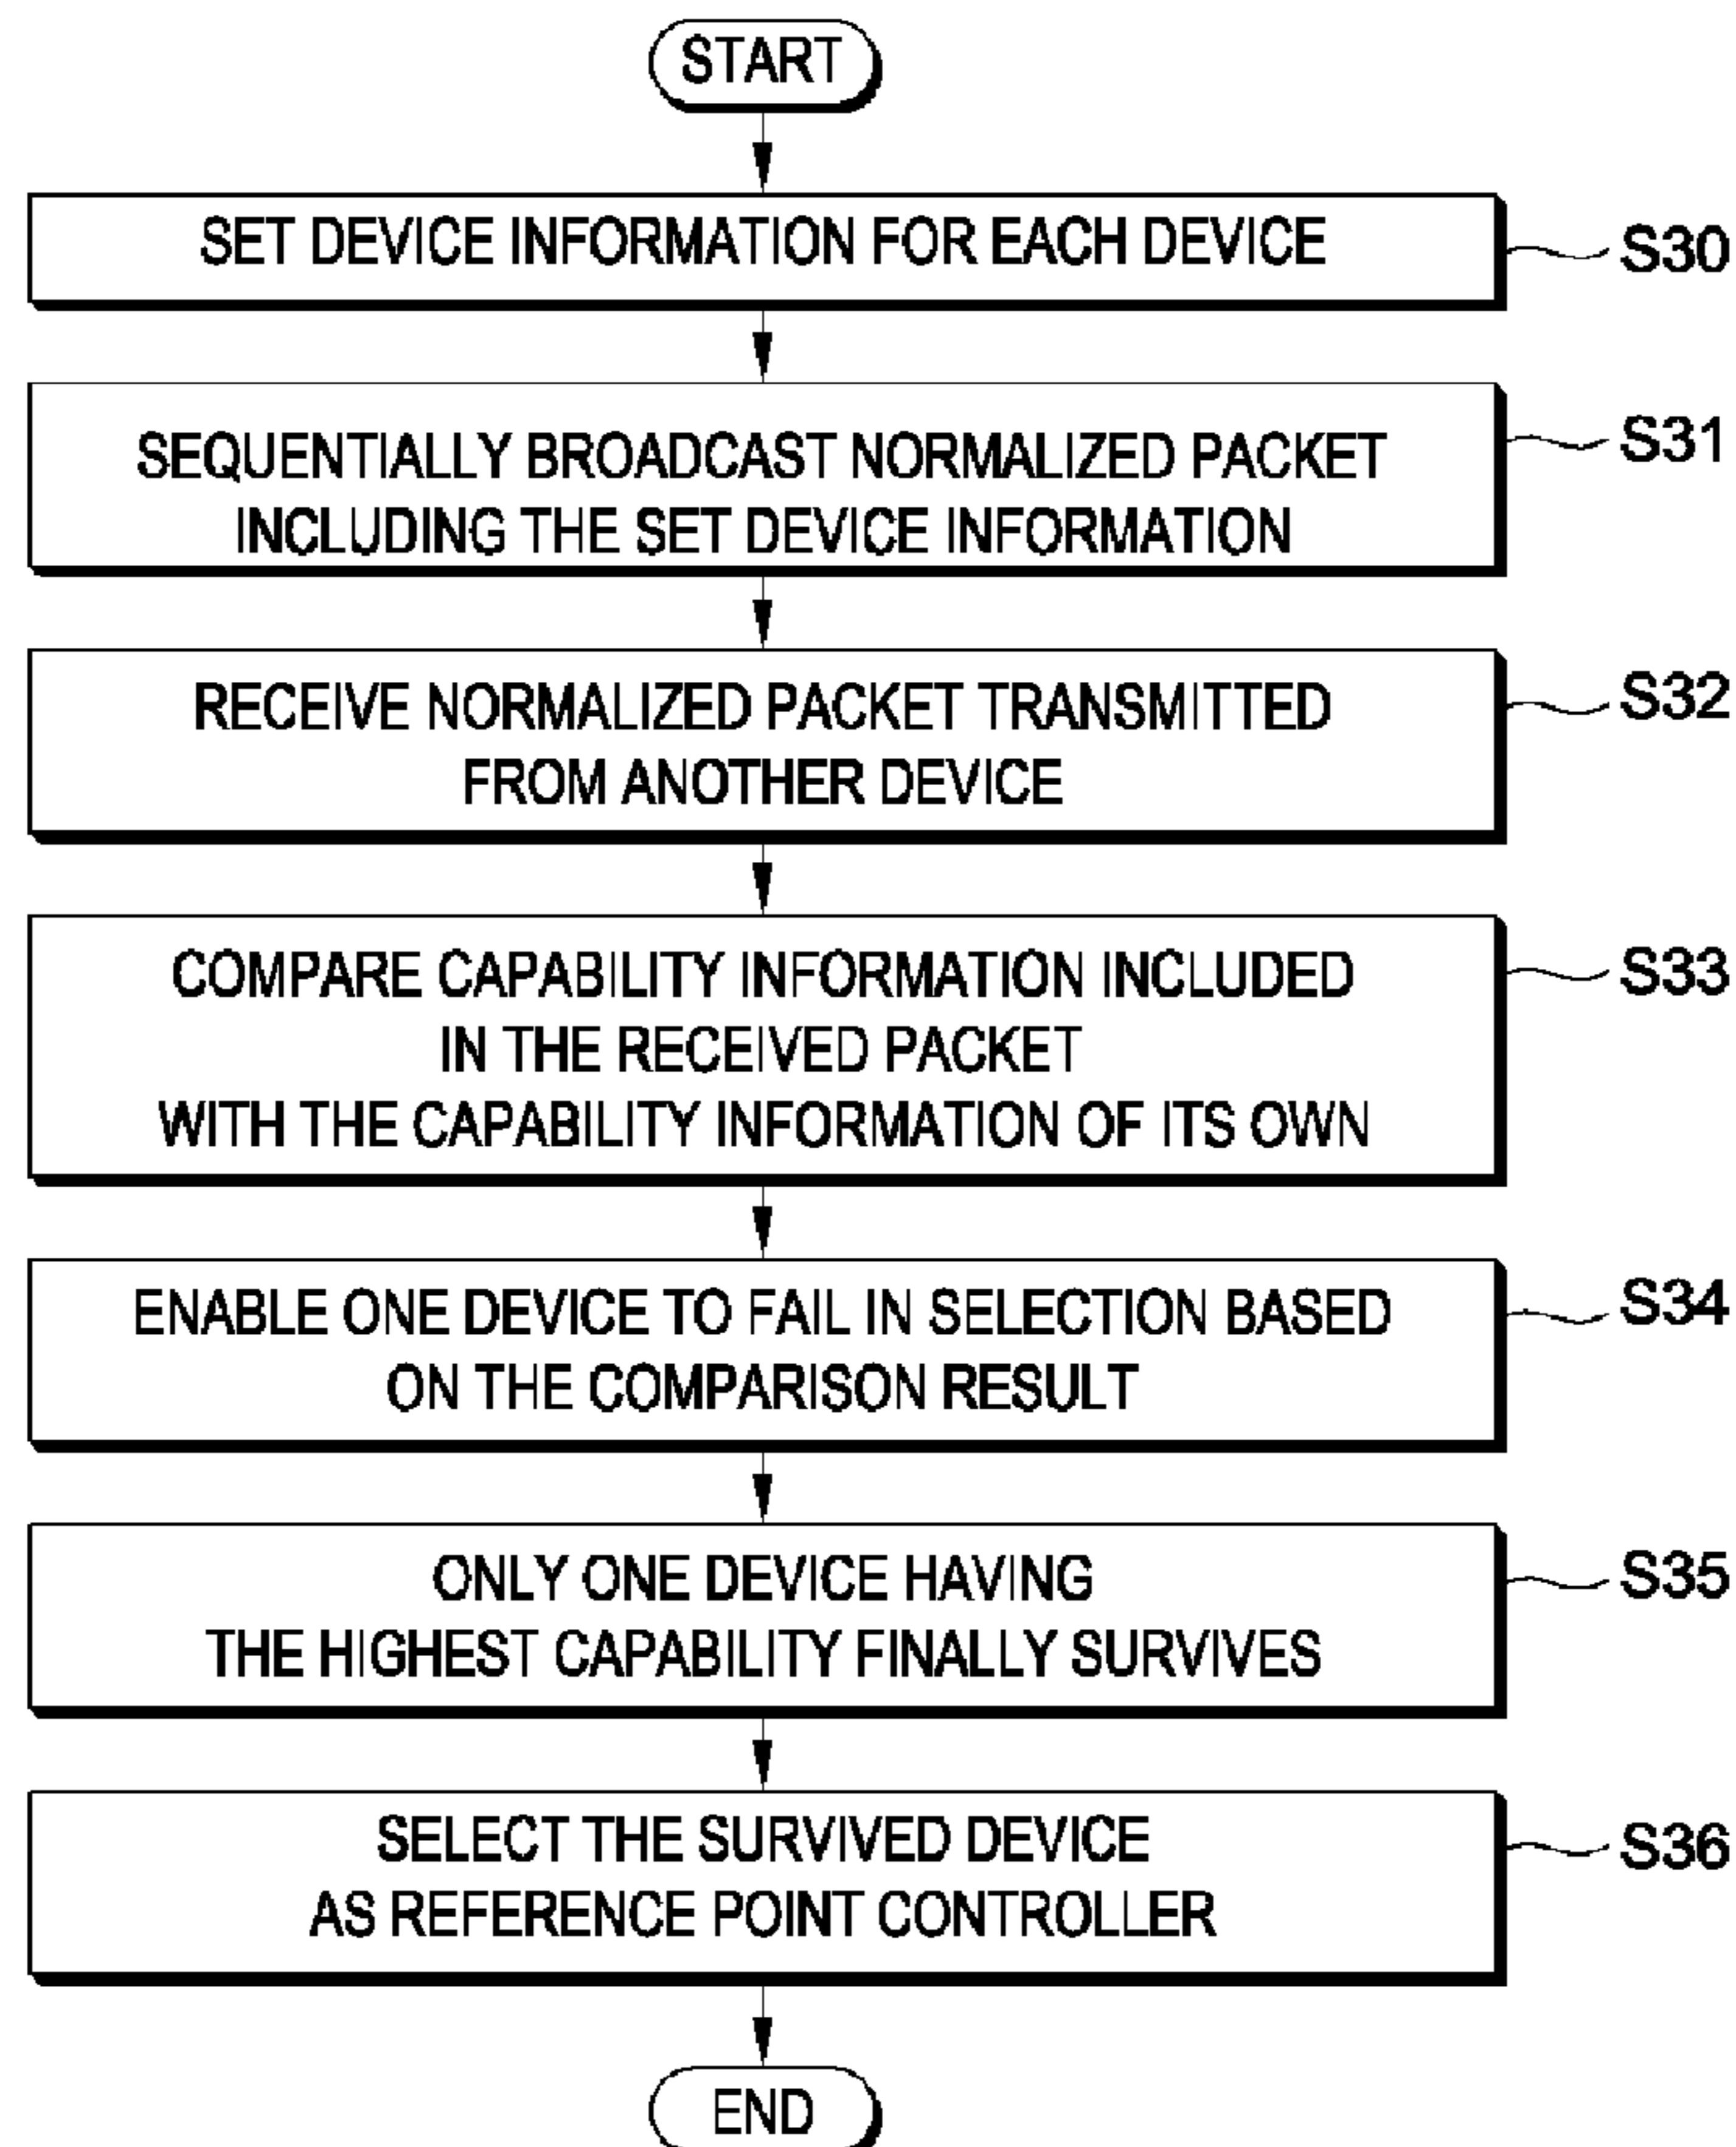 START
SET DEVICE INFORMATION FOR EACH DEVICE
S30
SEQUENTIALLY BROADCAST NORMALIZED PACKET
INCLUDING THE SET DEVICE INFORMATION
S31
RECEIVE NORMALIZED PACKET TRANSMITTED
FROM ANOTHER DEVICE
S32
COMPARE CAPABILITY INFORMATION INCLUDED
IN THE RECEIVED PACKET
WITH THE CAPABILITY INFORMATION OF ITS OWN
S33
ENABLE ONE DEVICE TO FAIL IN SELECTION BASED
ON THE COMPARISON RESULT
S34
ONLY ONE DEVICE HAVING
THE HIGHEST CAPABILITY FINALLY SURVIVES
S35
SELECT THE SURVIVED DEVICE
AS REFERENCE POINT CONTROLLER
S36
END